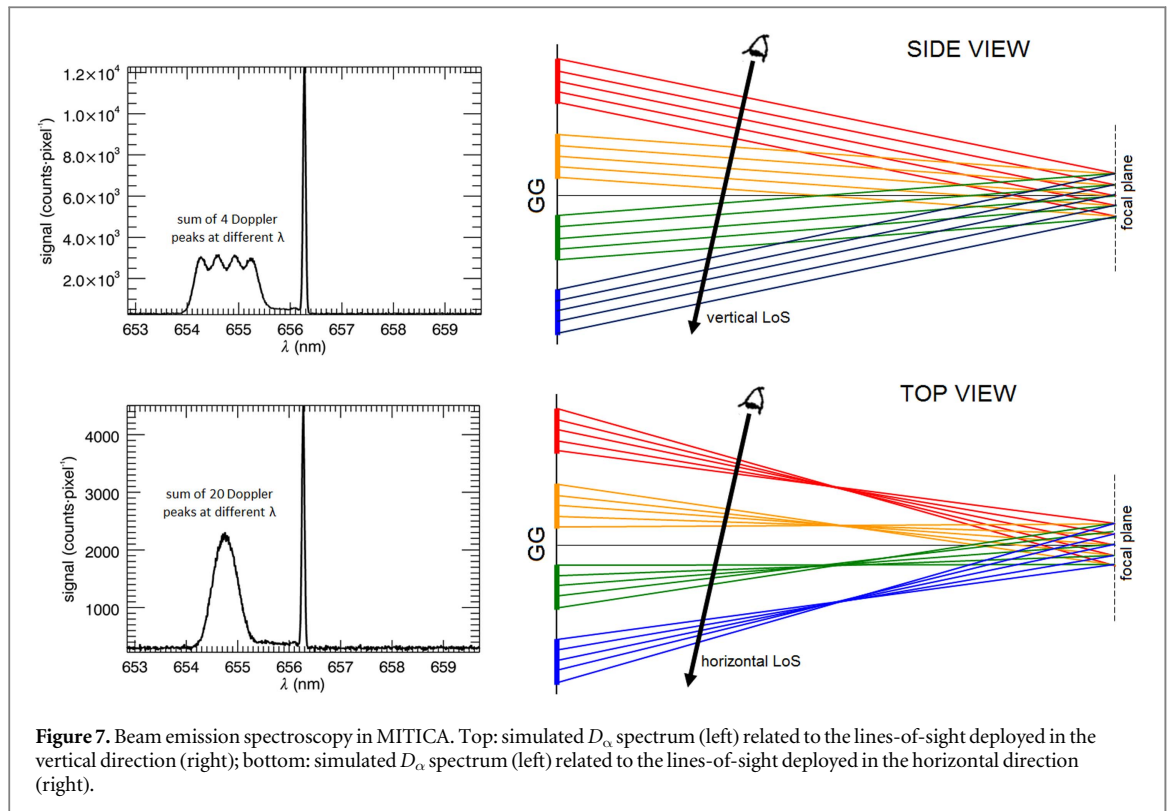 SIDE VIEW
signal (counts·pixel⁻¹)
1.2×10⁴
1.0×10⁴
8.0×10³
6.0×10³
4.0×10³
2.0×10³
sum of 4 Doppler
peaks at different λ
653 654 655 656 657 658 659
λ (nm)
GG
vertical LoS
focal plane
TOP VIEW
signal (counts·pixel⁻¹)
4000
3000
2000
1000
sum of 20 Doppler
peaks at different λ
653 654 655 656 657 658 659
λ (nm)
GG
horizontal LoS
focal plane
Figure 7. Beam emission spectroscopy in MITICA. Top: simulated Dα spectrum (left) related to the lines-of-sight deployed in the
vertical direction (right); bottom: simulated Dα spectrum (left) related to the lines-of-sight deployed in the horizontal direction
(right).